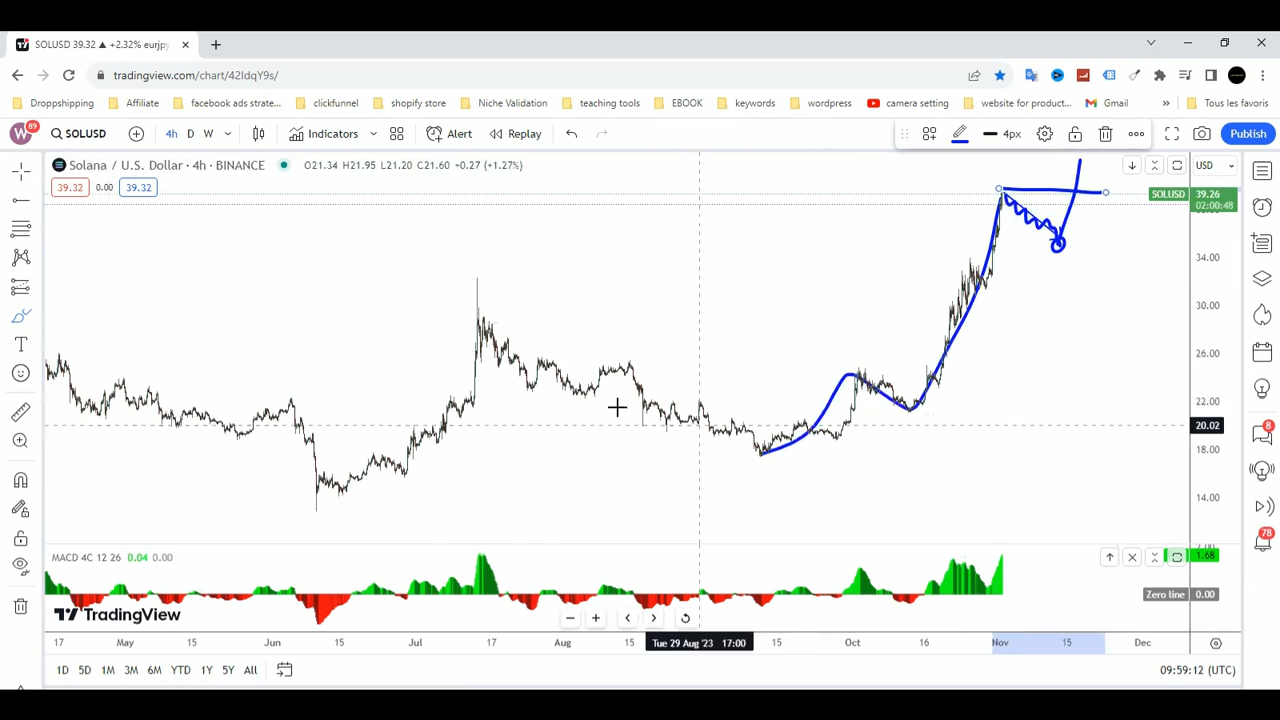 SOLUSD 39.32 ▲ +2.32% eurjpy
tradingview.com/chart/42IdqY9s/
Droppshipping
Affiliate
facebook ads strate...
clickfunnel
shopify store
Niche Validation
teaching tools
EBOOK
keywords
wordpress
camera setting
website for product...
Gmail
»
Tous les favoris
W
89
SOLUSD
4h
D
W
Indicators
Alert
Replay
4px
Publish
Solana / U.S. Dollar · 4h · BINANCE
O21.34 H21.95 L21.20 C21.60 +0.27 (+1.27%)
USD
39.32
0.00
39.32
SOLUSD
39.26
02:00:48
34.00
30.00
26.00
22.00
20.02
18.00
14.00
8
78
MACD 4C 12 26 0.04 0.00
1.68
Zero line
0.00
TradingView
17
May
15
Jun
15
Jul
17
Aug
15
Tue 29 Aug '23 17:00
15
Oct
16
Nov
15
Dec
1D
5D
1M
3M
6M
YTD
1Y
5Y
All
09:59:12 (UTC)